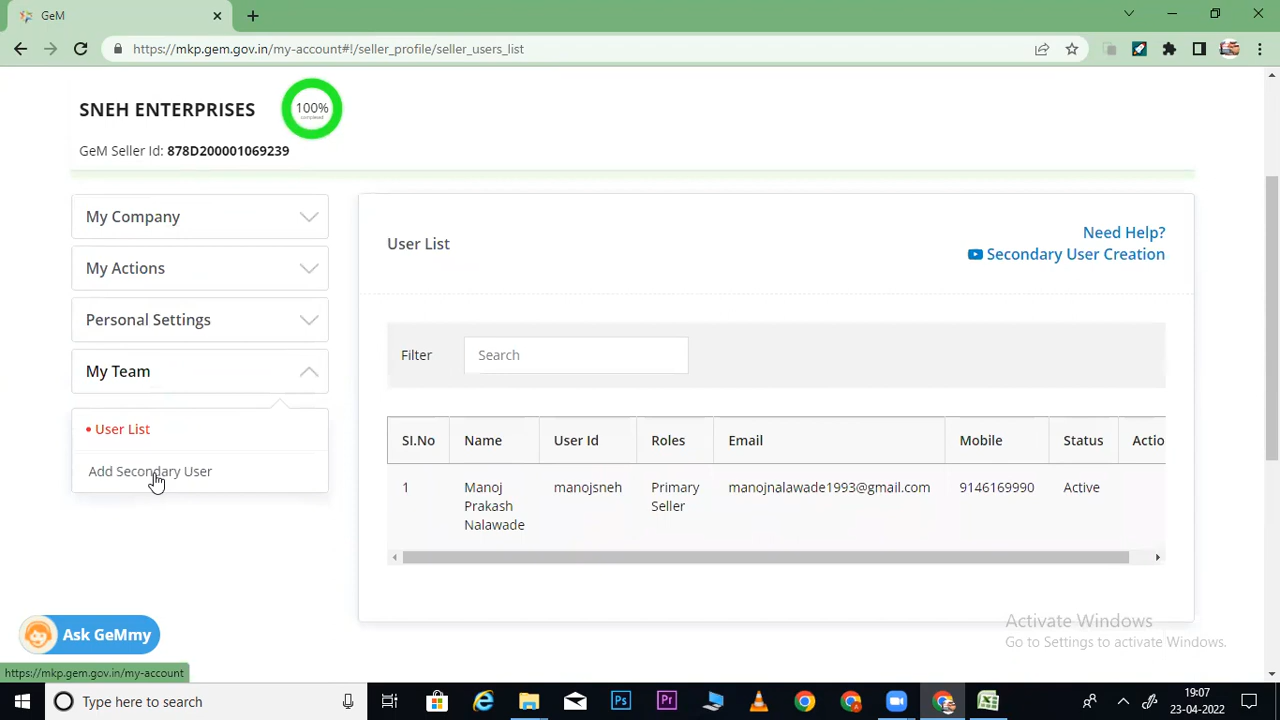 GeM
https://mkp.gem.gov.in/my-account#!/seller_profile/seller_users_list
SNEH ENTERPRISES
100%
completed
GeM Seller Id: 878D200001069239
My Company
My Actions
Personal Settings
My Team
User List
Add Secondary User
User List
Need Help?
Secondary User Creation
Filter
Search
SI.No Name User Id Roles Email Mobile Status Actio
1 Manoj Prakash Nalawade manojsneh Primary Seller manojnalawade1993@gmail.com 9146169990 Active
Ask GeMmy
Activate Windows
Go to Settings to activate Windows.
https://mkp.gem.gov.in/my-account
Type here to search
Ps
Pr
19:07
23-04-2022